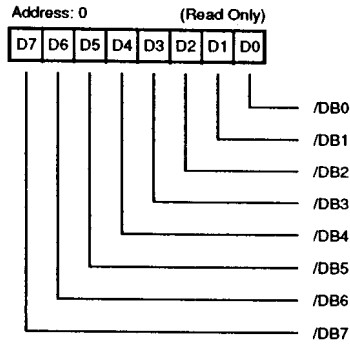 Address: 0 (Read Only)
D7 D6 D5 D4 D3 D2 D1 D0
/DB0
/DB1
/DB2
/DB3
/DB4
/DB5
/DB6
/DB7